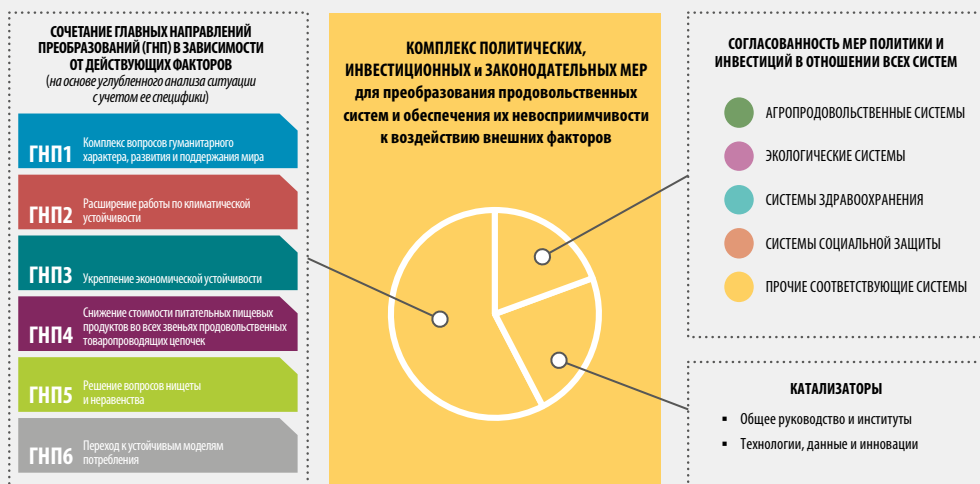 СОЧЕТАНИЕ ГЛАВНЫХ НАПРАВЛЕНИЙ
ПРЕОБРАЗОВАНИЙ (ГНП) В ЗАВИСИМОСТИ
ОТ ДЕЙСТВУЮЩИХ ФАКТОРОВ
(на основе углубленного анализа ситуации
с учетом ее специфики)
ГНП1 Комплекс вопросов гуманитарного
характера, развития и поддержания мира
ГНП2 Расширение работы по климатической
устойчивости
ГНП3 Укрепление экономической устойчивости
ГНП4 Снижение стоимости питательных пищевых
продуктов во всех звеньях продовольственных
товаропроводящих цепочек
ГНП5 Решение вопросов нищеты
и неравенства
ГНП6 Переход к устойчивым моделям
потребления
КОМПЛЕКС ПОЛИТИЧЕСКИХ,
ИНВЕСТИЦИОННЫХ и ЗАКОНОДАТЕЛЬНЫХ МЕР
для преобразования продовольственных
систем и обеспечения их невосприимчивости
к воздействию внешних факторов
СОГЛАСОВАННОСТЬ МЕР ПОЛИТИКИ И
ИНВЕСТИЦИЙ В ОТНОШЕНИИ ВСЕХ СИСТЕМ
АГРОПРОДОВОЛЬСТВЕННЫЕ СИСТЕМЫ
ЭКОЛОГИЧЕСКИЕ СИСТЕМЫ
СИСТЕМЫ ЗДРАВООХРАНЕНИЯ
СИСТЕМЫ СОЦИАЛЬНОЙ ЗАЩИТЫ
ПРОЧИЕ СООТВЕТСТВУЮЩИЕ СИСТЕМЫ
КАТАЛИЗАТОРЫ
▪ Общее руководство и институты
▪ Технологии, данные и инновации